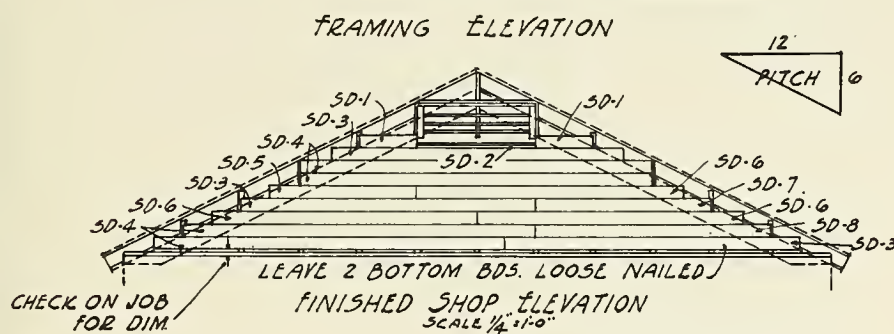 FRAMING ELEVATION
12
PITCH
6
SD·1
SD·1
SD·3
SD·4
SD·2
SD·5
SD·6
SD·3
SD·7
SD·6
SD·6
SD·4
SD·8
SD·3
LEAVE 2 BOTTOM BDS. LOOSE NAILED
CHECK ON JOB
FOR DIM.
FINISHED SHOP ELEVATION
SCALE 1/4"=1'-0"